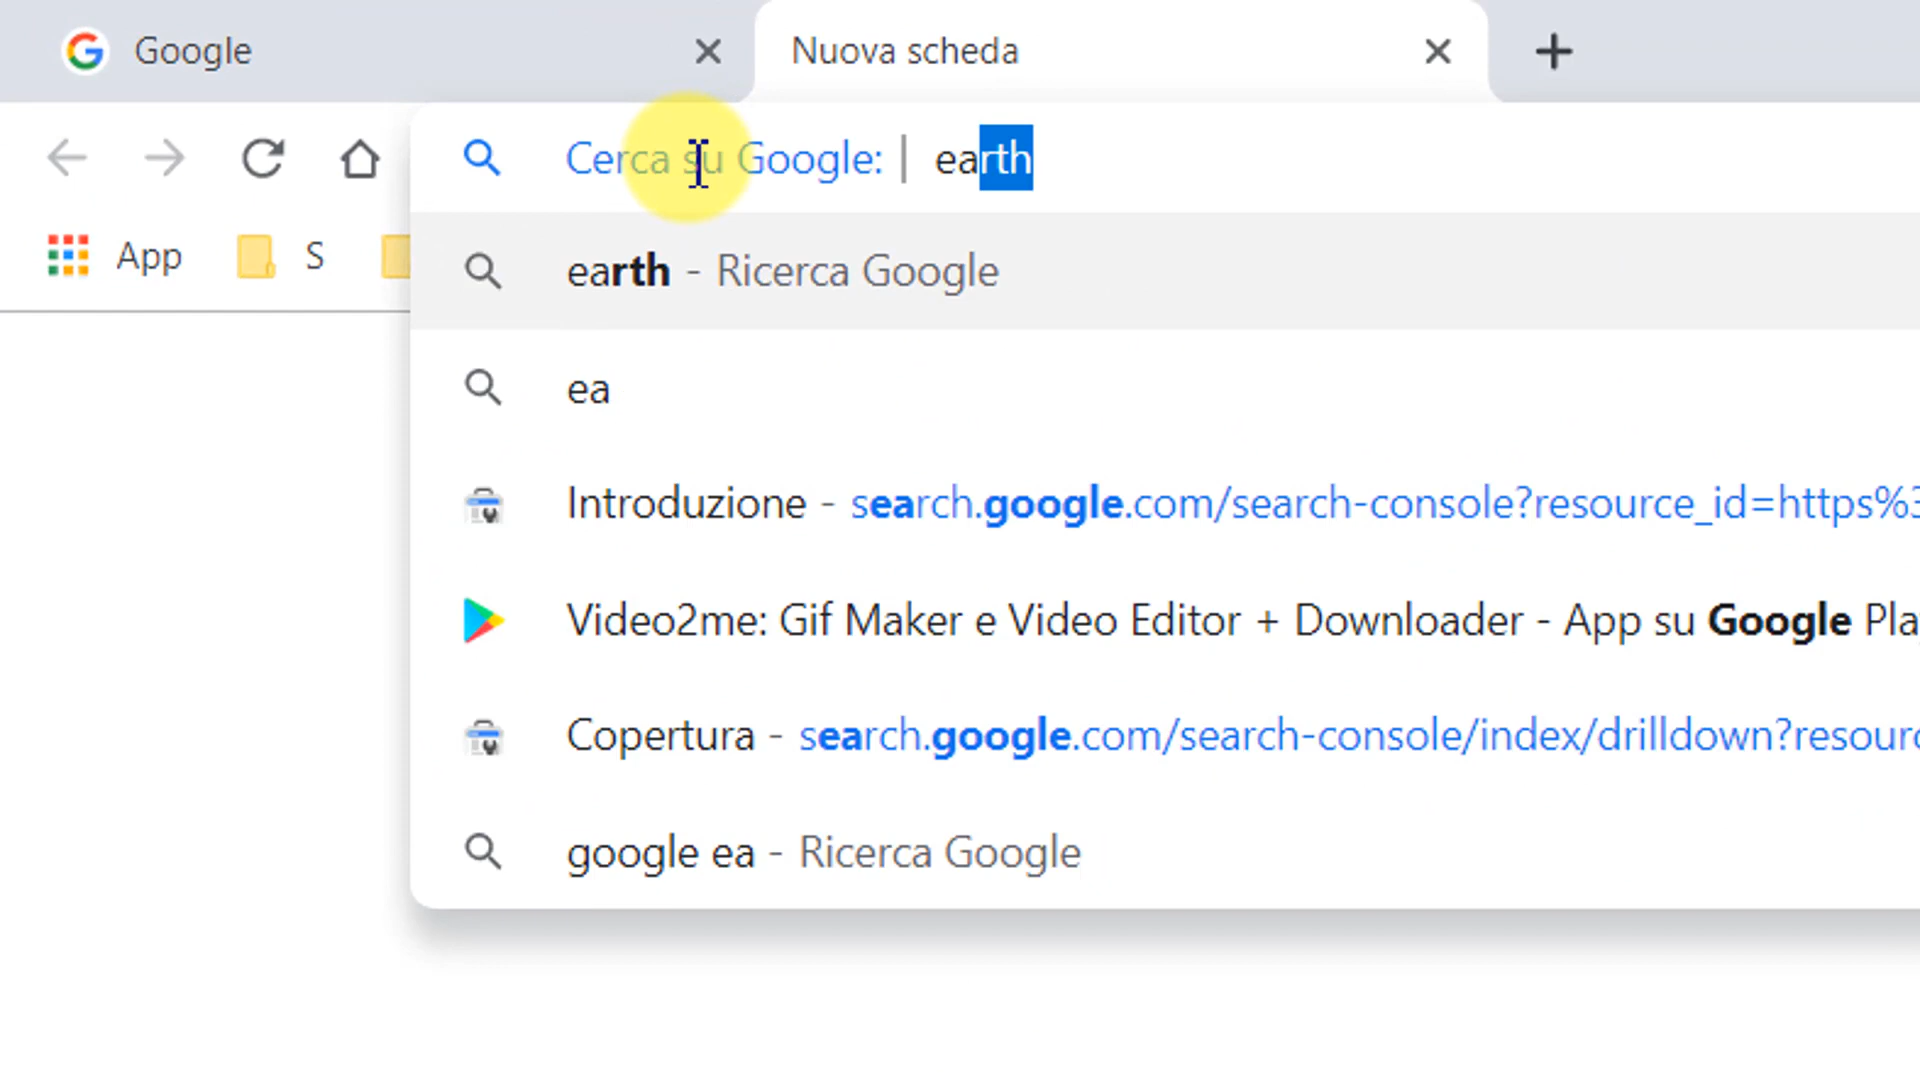 Google
Nuova scheda
Cerca su Google: | earth
App
S
earth - Ricerca Google
ea
Introduzione - search.google.com/search-console?resource_id=https%3
Video2me: Gif Maker e Video Editor + Downloader - App su Google Pla
Copertura - search.google.com/search-console/index/drilldown?resourc
google ea - Ricerca Google